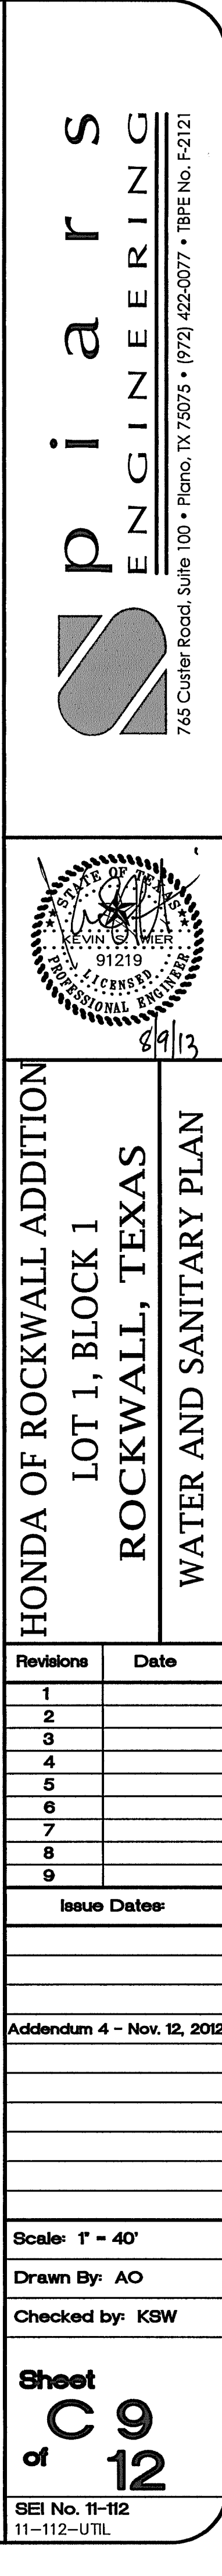 spiars
ENGINEERING
765 Custer Road, Suite 100 • Plano, TX 75075 • (972) 422-0077 • TBPE No. F-2121
STATE OF TEXAS
KEVIN S. WIER
91219
LICENSED
PROFESSIONAL ENGINEER
8/9/13
HONDA OF ROCKWALL ADDITION
LOT 1, BLOCK 1
ROCKWALL, TEXAS
WATER AND SANITARY PLAN
Revisions Date
1
2
3
4
5
6
7
8
9
Issue Dates:
Addendum 4 - Nov. 12, 2012
Scale: 1" = 40'
Drawn By: AO
Checked by: KSW
Sheet
C 9
of 12
SEI No. 11-112
11-112-UTIL